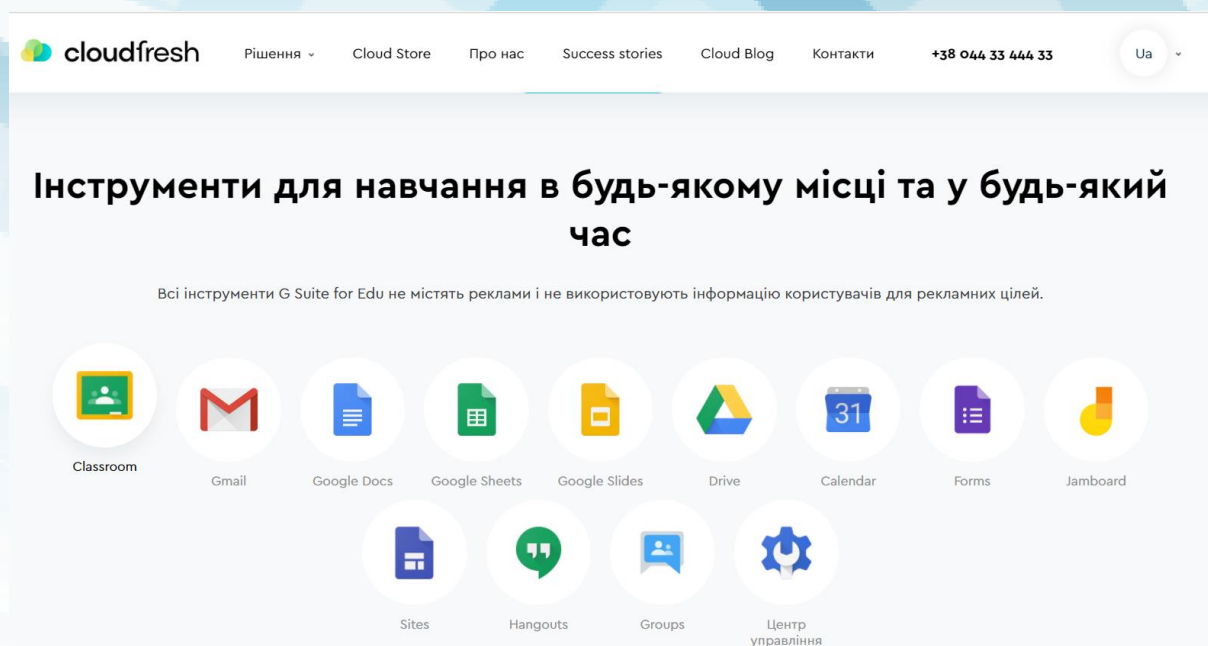 cloudfresh Рішення Cloud Store Про нас Success stories Cloud Blog Контакти +38 044 33 444 33 Ua
Інструменти для навчання в будь-якому місці та у будь-який
час
Всі інструменти G Suite for Edu не містять реклами і не використовують інформацію користувачів для рекламних цілей.
31
Classroom Gmail Google Docs Google Sheets Google Slides Drive Calendar Forms Jamboard
Sites Hangouts Groups Центр
управління